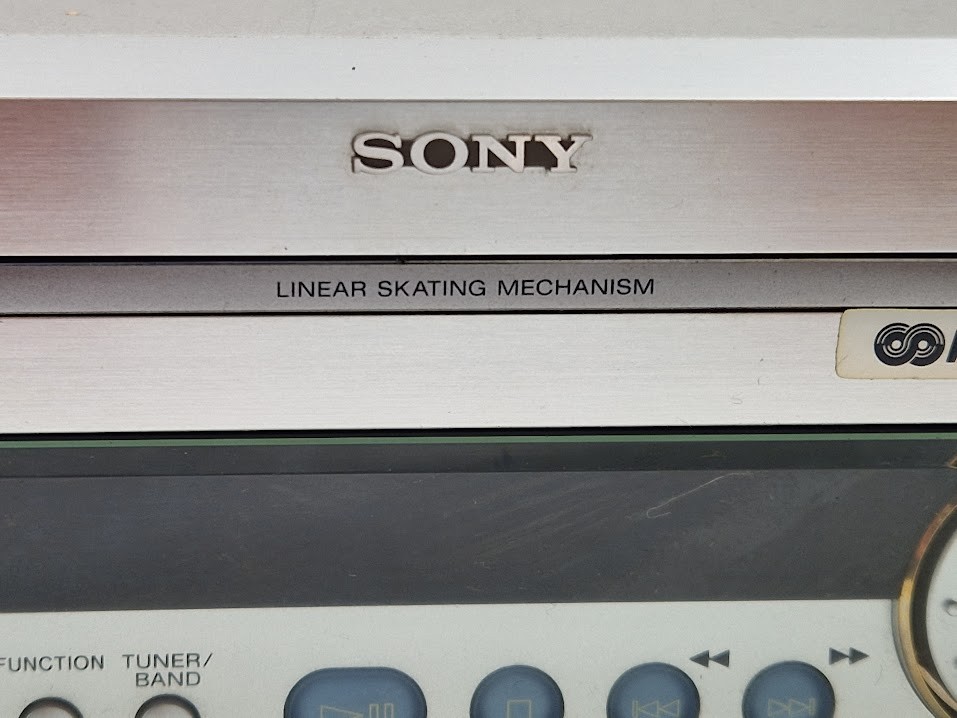 SONY
LINEAR SKATING MECHANISM
FUNCTION TUNER/
BAND